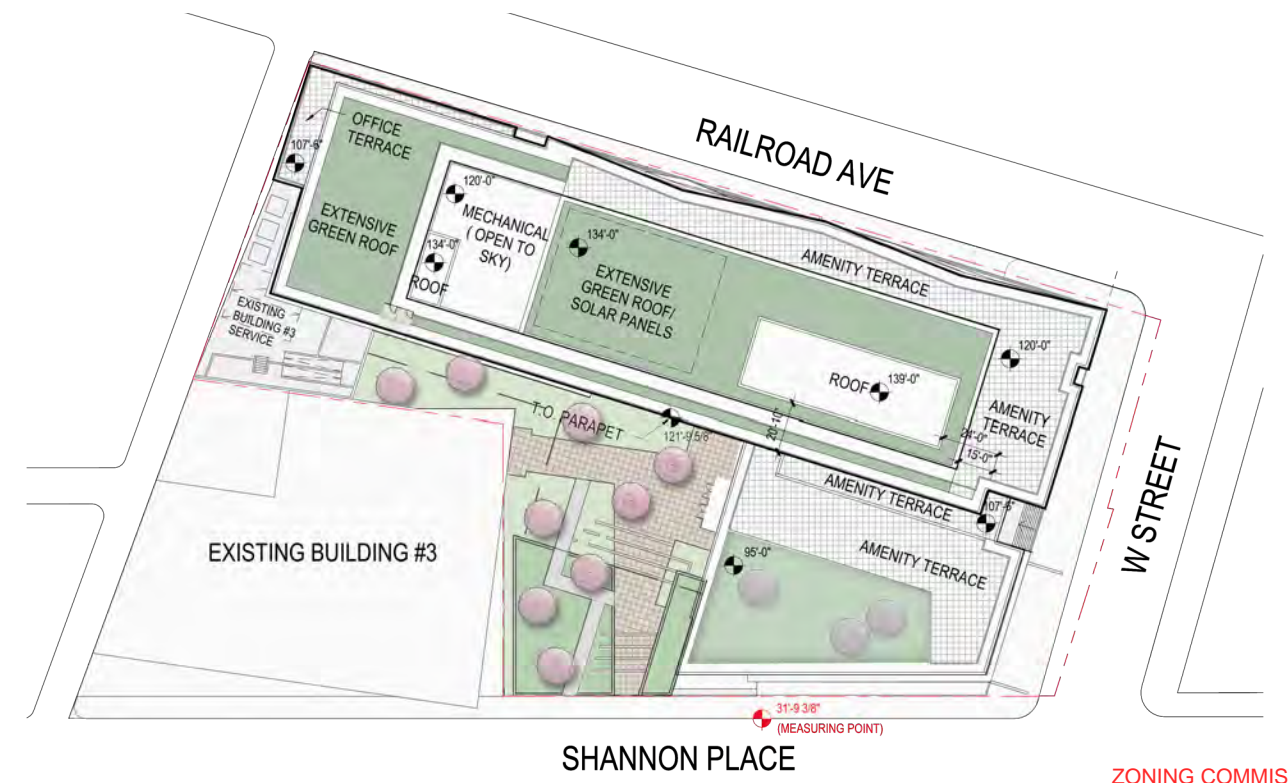 RAILROAD AVE
OFFICE
TERRACE
107'-6"
120'-0"
MECHANICAL
( OPEN TO
SKY)
EXTENSIVE
GREEN ROOF
134'-0"
ROOF
134'-0"
EXTENSIVE
GREEN ROOF/
SOLAR PANELS
AMENITY TERRACE
EXISTING
BUILDING #3
SERVICE
120'-0"
ROOF
139'-0"
AMENITY
TERRACE
T.O. PARAPET
121'-9 5/8"
20'-10"
24'-0"
15'-0"
AMENITY TERRACE
107'-6"
W STREET
EXISTING BUILDING #3
AMENITY TERRACE
95'-0"
31'-9 3/8"
(MEASURING POINT)
SHANNON PLACE
ZONING COMMIS